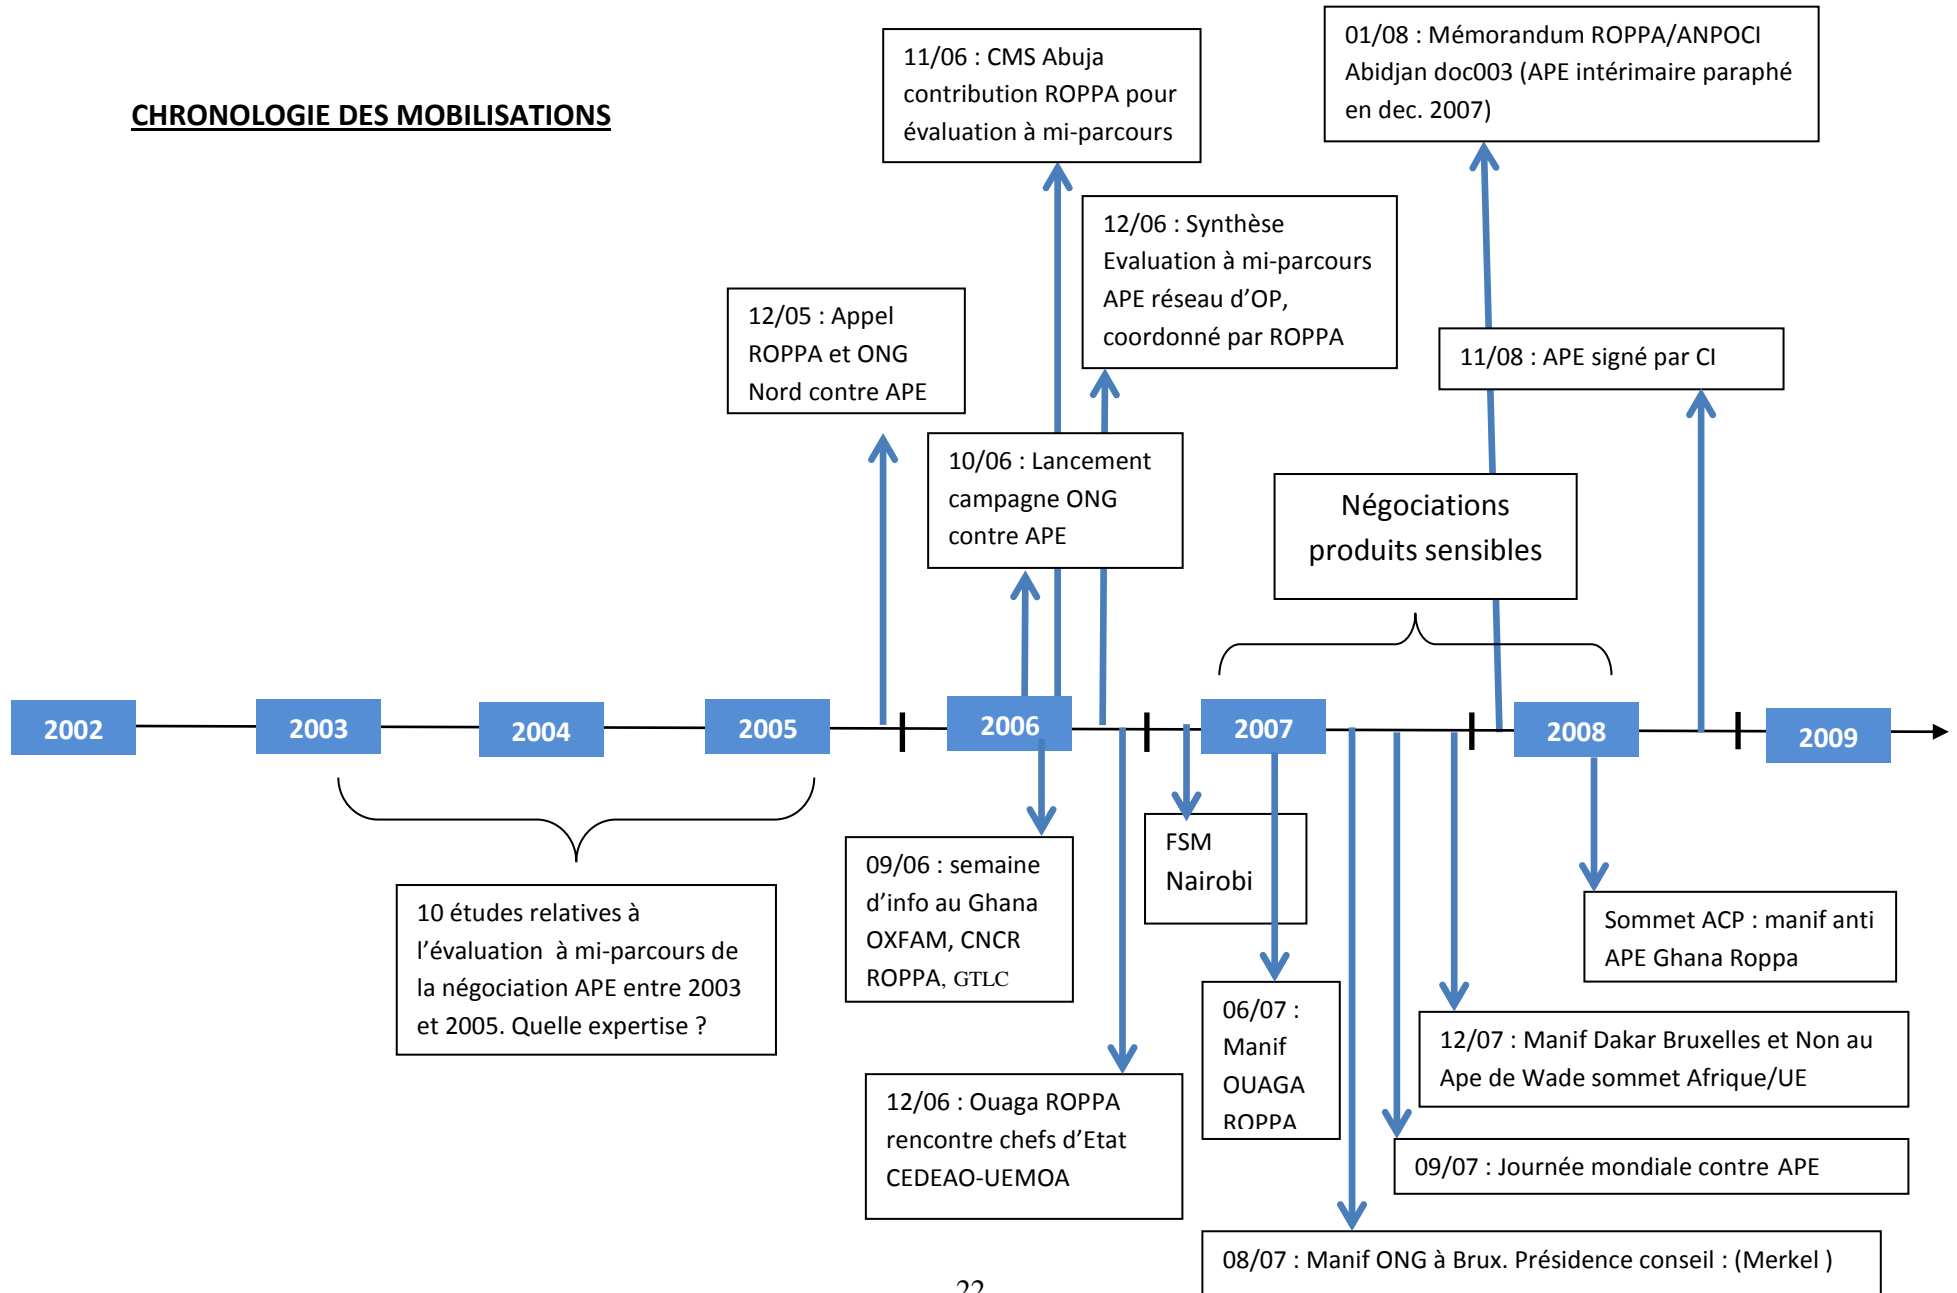 CHRONOLOGIE DES MOBILISATIONS
11/06 : CMS Abuja
contribution ROPPA pour
évaluation à mi-parcours
01/08 : Mémorandum ROPPA/ANPOCI
Abidjan doc003 (APE intérimaire paraphé
en dec. 2007)
12/06 : Synthèse
Evaluation à mi-parcours
APE réseau d’OP,
coordonné par ROPPA
12/05 : Appel
ROPPA et ONG
Nord contre APE
11/08 : APE signé par CI
10/06 : Lancement
campagne ONG
contre APE
Négociations
produits sensibles
2002
2003
2004
2005
2006
2007
2008
2009
10 études relatives à
l’évaluation à mi-parcours de
la négociation APE entre 2003
et 2005. Quelle expertise ?
09/06 : semaine
d’info au Ghana
OXFAM, CNCR
ROPPA, GTLC
FSM
Nairobi
Sommet ACP : manif anti
APE Ghana Roppa
06/07 :
Manif
OUAGA
ROPPA
12/07 : Manif Dakar Bruxelles et Non au
Ape de Wade sommet Afrique/UE
12/06 : Ouaga ROPPA
rencontre chefs d’Etat
CEDEAO-UEMOA
09/07 : Journée mondiale contre APE
08/07 : Manif ONG à Brux. Présidence conseil : (Merkel )
22